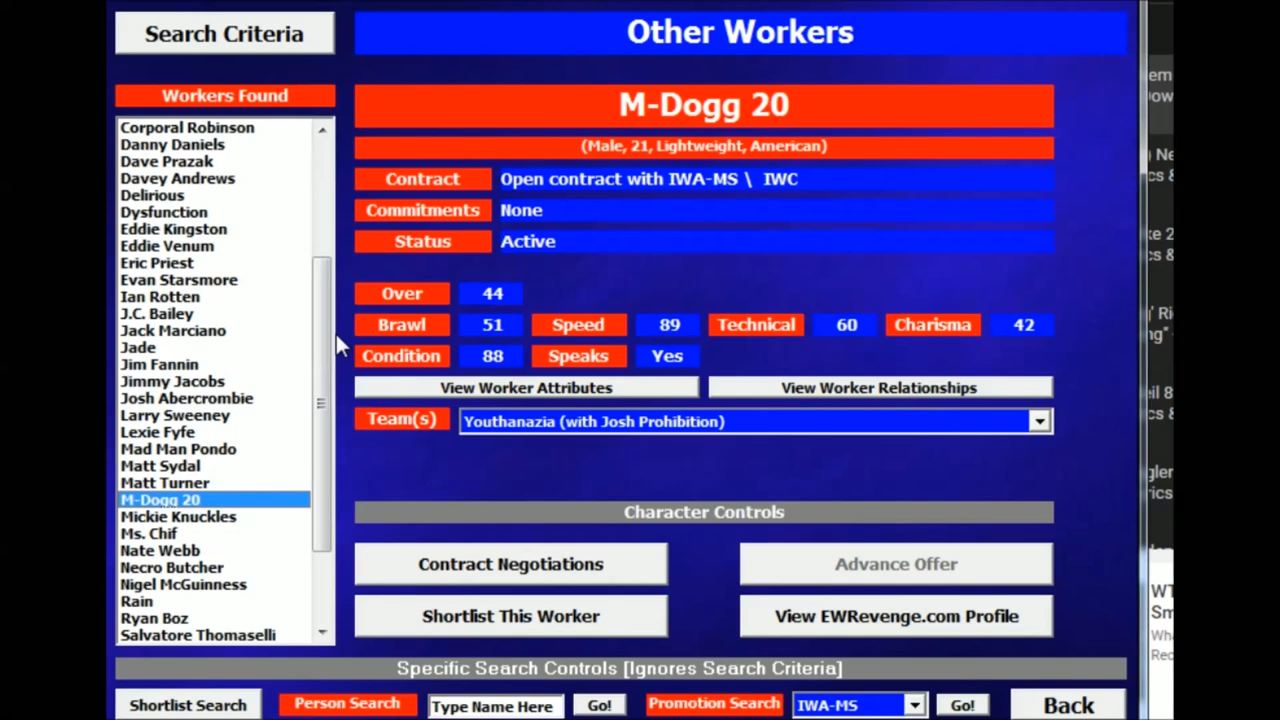 Search Criteria
Other Workers
Workers Found
Corporal Robinson
Danny Daniels
Dave Prazak
Davey Andrews
Delirious
Dysfunction
Eddie Kingston
Eddie Venum
Eric Priest
Evan Starsmore
Ian Rotten
J.C. Bailey
Jack Marciano
Jade
Jim Fannin
Jimmy Jacobs
Josh Abercrombie
Larry Sweeney
Lexie Fyfe
Mad Man Pondo
Matt Sydal
Matt Turner
M-Dogg 20
Mickie Knuckles
Ms. Chif
Nate Webb
Necro Butcher
Nigel McGuinness
Rain
Ryan Boz
Salvatore Thomaselli
M-Dogg 20
(Male, 21, Lightweight, American)
Contract Open contract with IWA-MS \ IWC
Commitments None
Status Active
Over 44
Brawl 51 Speed 89 Technical 60 Charisma 42
Condition 88 Speaks Yes
View Worker Attributes View Worker Relationships
Team(s) Youthanazia (with Josh Prohibition)
Character Controls
Contract Negotiations Advance Offer
Shortlist This Worker View EWRevenge.com Profile
Specific Search Controls [Ignores Search Criteria]
Shortlist Search Person Search Type Name Here Go! Promotion Search IWA-MS Go! Back